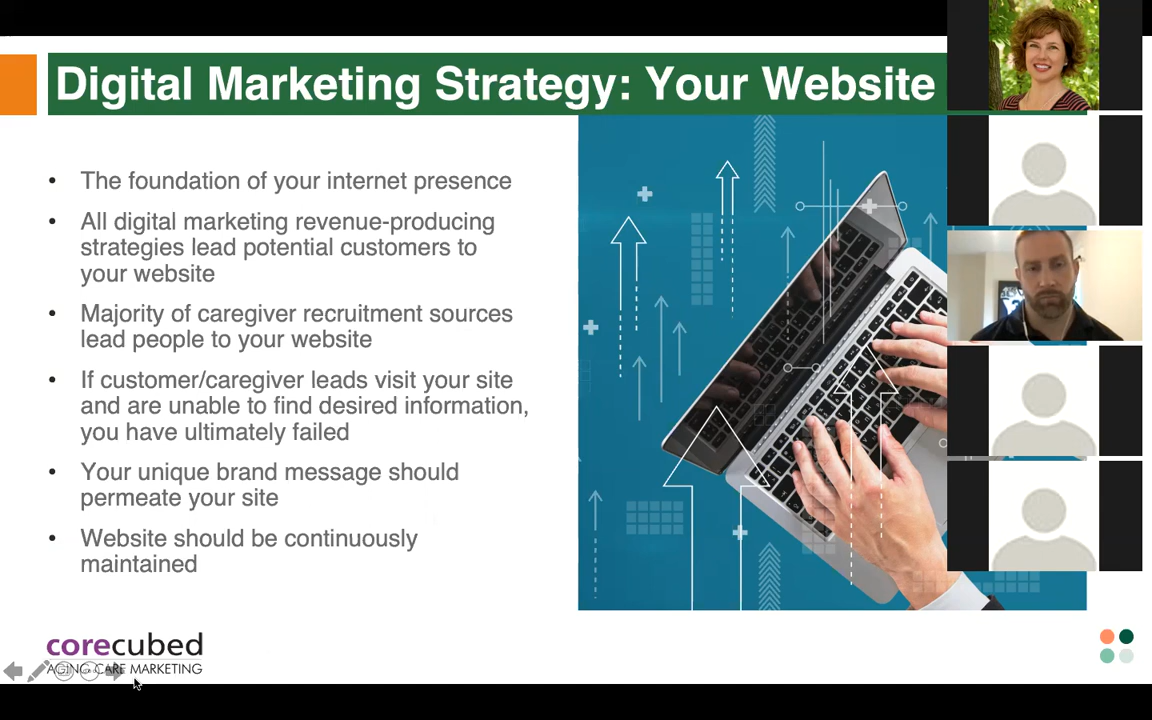 Digital Marketing Strategy: Your Website
• The foundation of your internet presence
• All digital marketing revenue-producing
strategies lead potential customers to
your website
• Majority of caregiver recruitment sources
lead people to your website
• If customer/caregiver leads visit your site
and are unable to find desired information,
you have ultimately failed
• Your unique brand message should
permeate your site
• Website should be continuously
maintained
corecubed
AGING CARE MARKETING